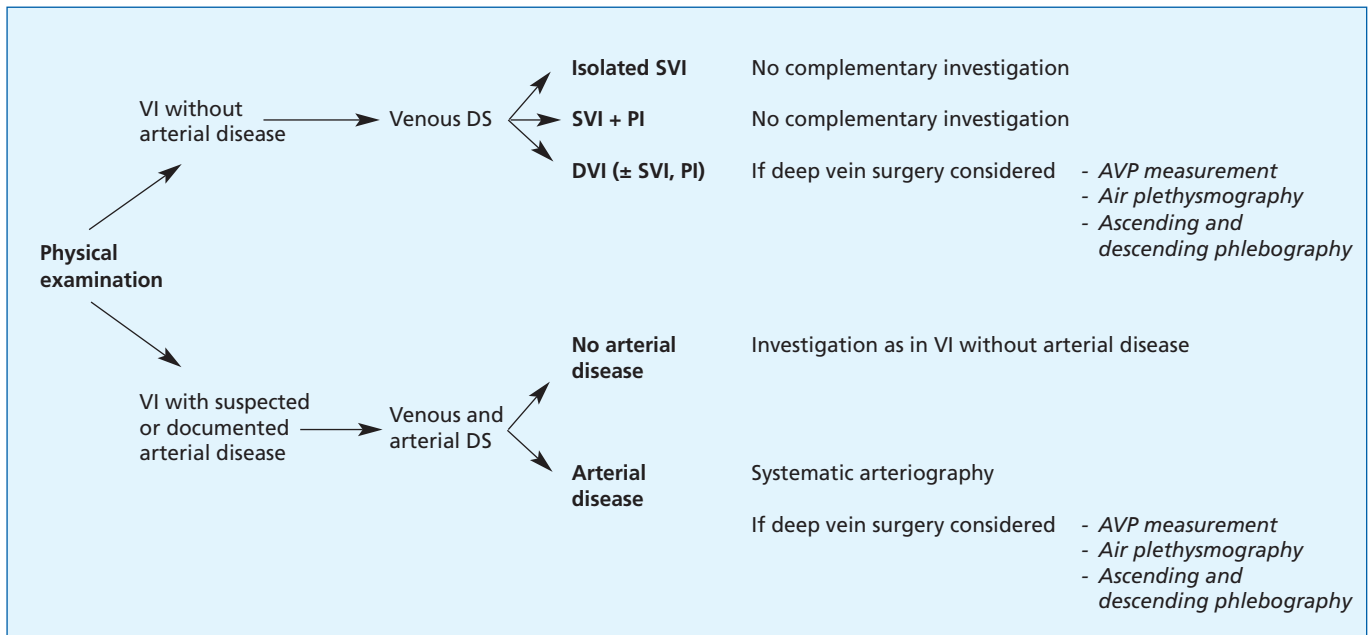 Isolated SVI No complementary investigation
VI without
arterial disease
Venous DS
SVI + PI No complementary investigation
DVI (± SVI, PI) If deep vein surgery considered - AVP measurement
- Air plethysmography
- Ascending and
descending phlebography
Physical
examination
No arterial
disease
Investigation as in VI without arterial disease
VI with suspected
or documented
arterial disease
Venous and
arterial DS
Arterial
disease
Systematic arteriography
If deep vein surgery considered - AVP measurement
- Air plethysmography
- Ascending and
descending phlebography